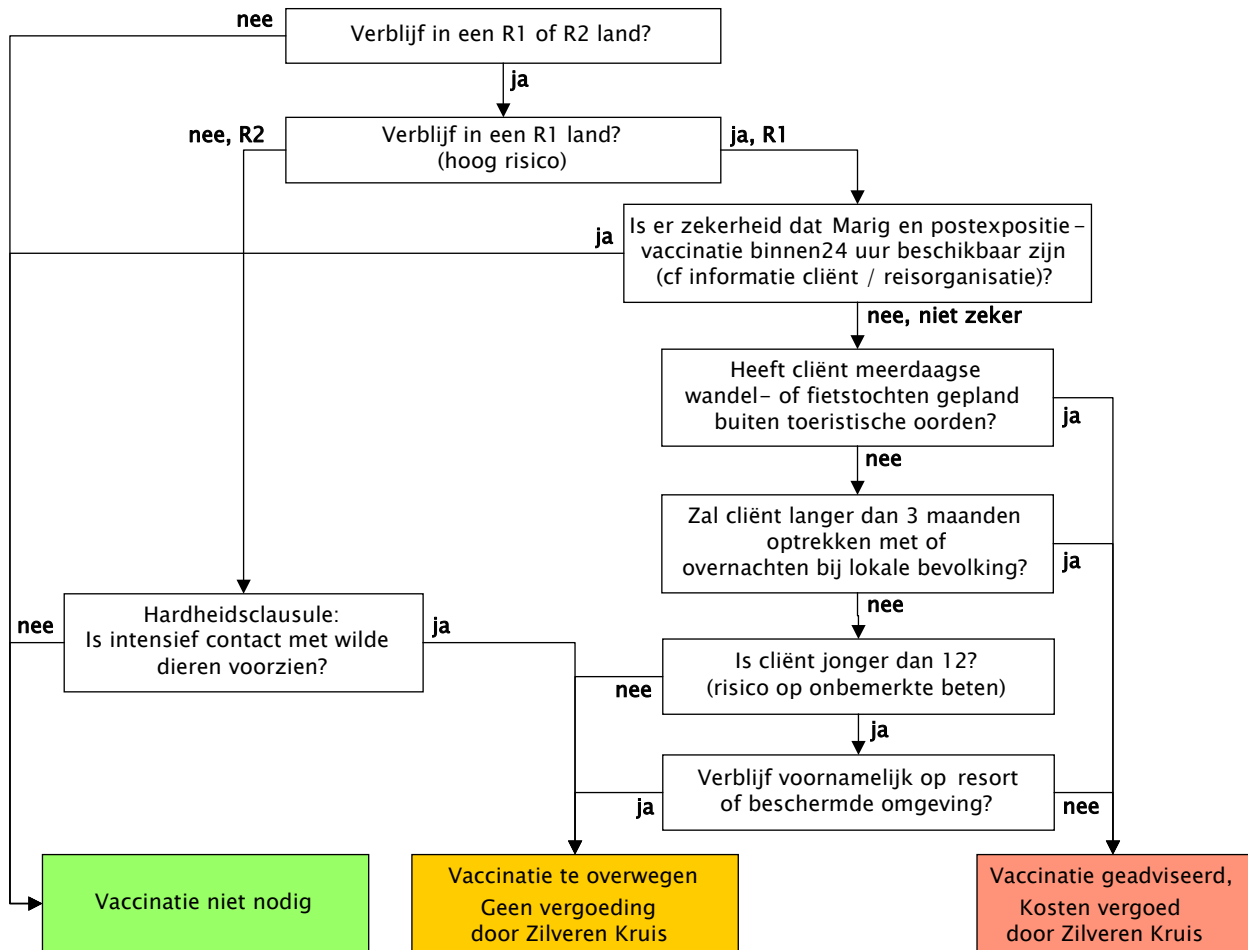 nee
Verblijf in een R1 of R2 land?
ja
nee, R2
Verblijf in een R1 land?
(hoog risico)
ja, R1
ja
Is er zekerheid dat Marig en postexpositie-
vaccinatie binnen24 uur beschikbaar zijn
(cf informatie cliënt / reisorganisatie)?
nee, niet zeker
Heeft cliënt meerdaagse
wandel- of fietstochten gepland
buiten toeristische oorden?
ja
nee
Zal cliënt langer dan 3 maanden
optrekken met of
overnachten bij lokale bevolking?
ja
nee
nee
Hardheidsclausule:
Is intensief contact met wilde
dieren voorzien?
ja
Is cliënt jonger dan 12?
(risico op onbemerkte beten)
nee
ja
Verblijf voornamelijk op resort
of beschermde omgeving?
ja
nee
Vaccinatie niet nodig
Vaccinatie te overwegen
Geen vergoeding
door Zilveren Kruis
Vaccinatie geadviseerd,
Kosten vergoed
door Zilveren Kruis